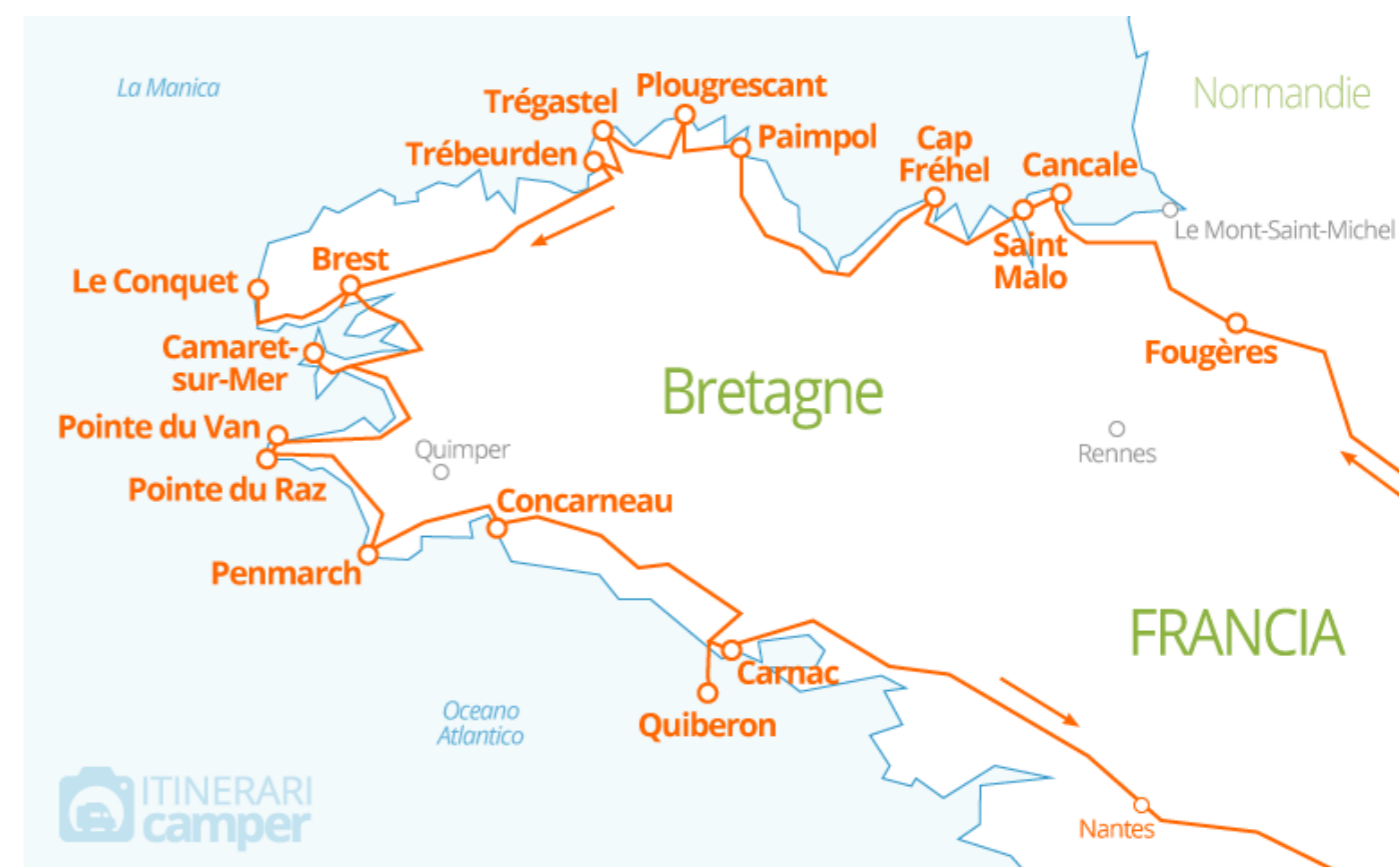 La Manica
Normandie
Plougrescant
Trégastel
Paimpol
Trébeurden
Cap
Fréhel
Cancale
Le Mont-Saint-Michel
Saint
Malo
Brest
Le Conquet
Camaret-
sur-Mer
Fougères
Bretagne
Pointe du Van
Quimper
Rennes
Pointe du Raz
Concarneau
Penmarch
FRANCIA
Carnac
Quiberon
Oceano
Atlantico
ITINERARI
camper
Nantes